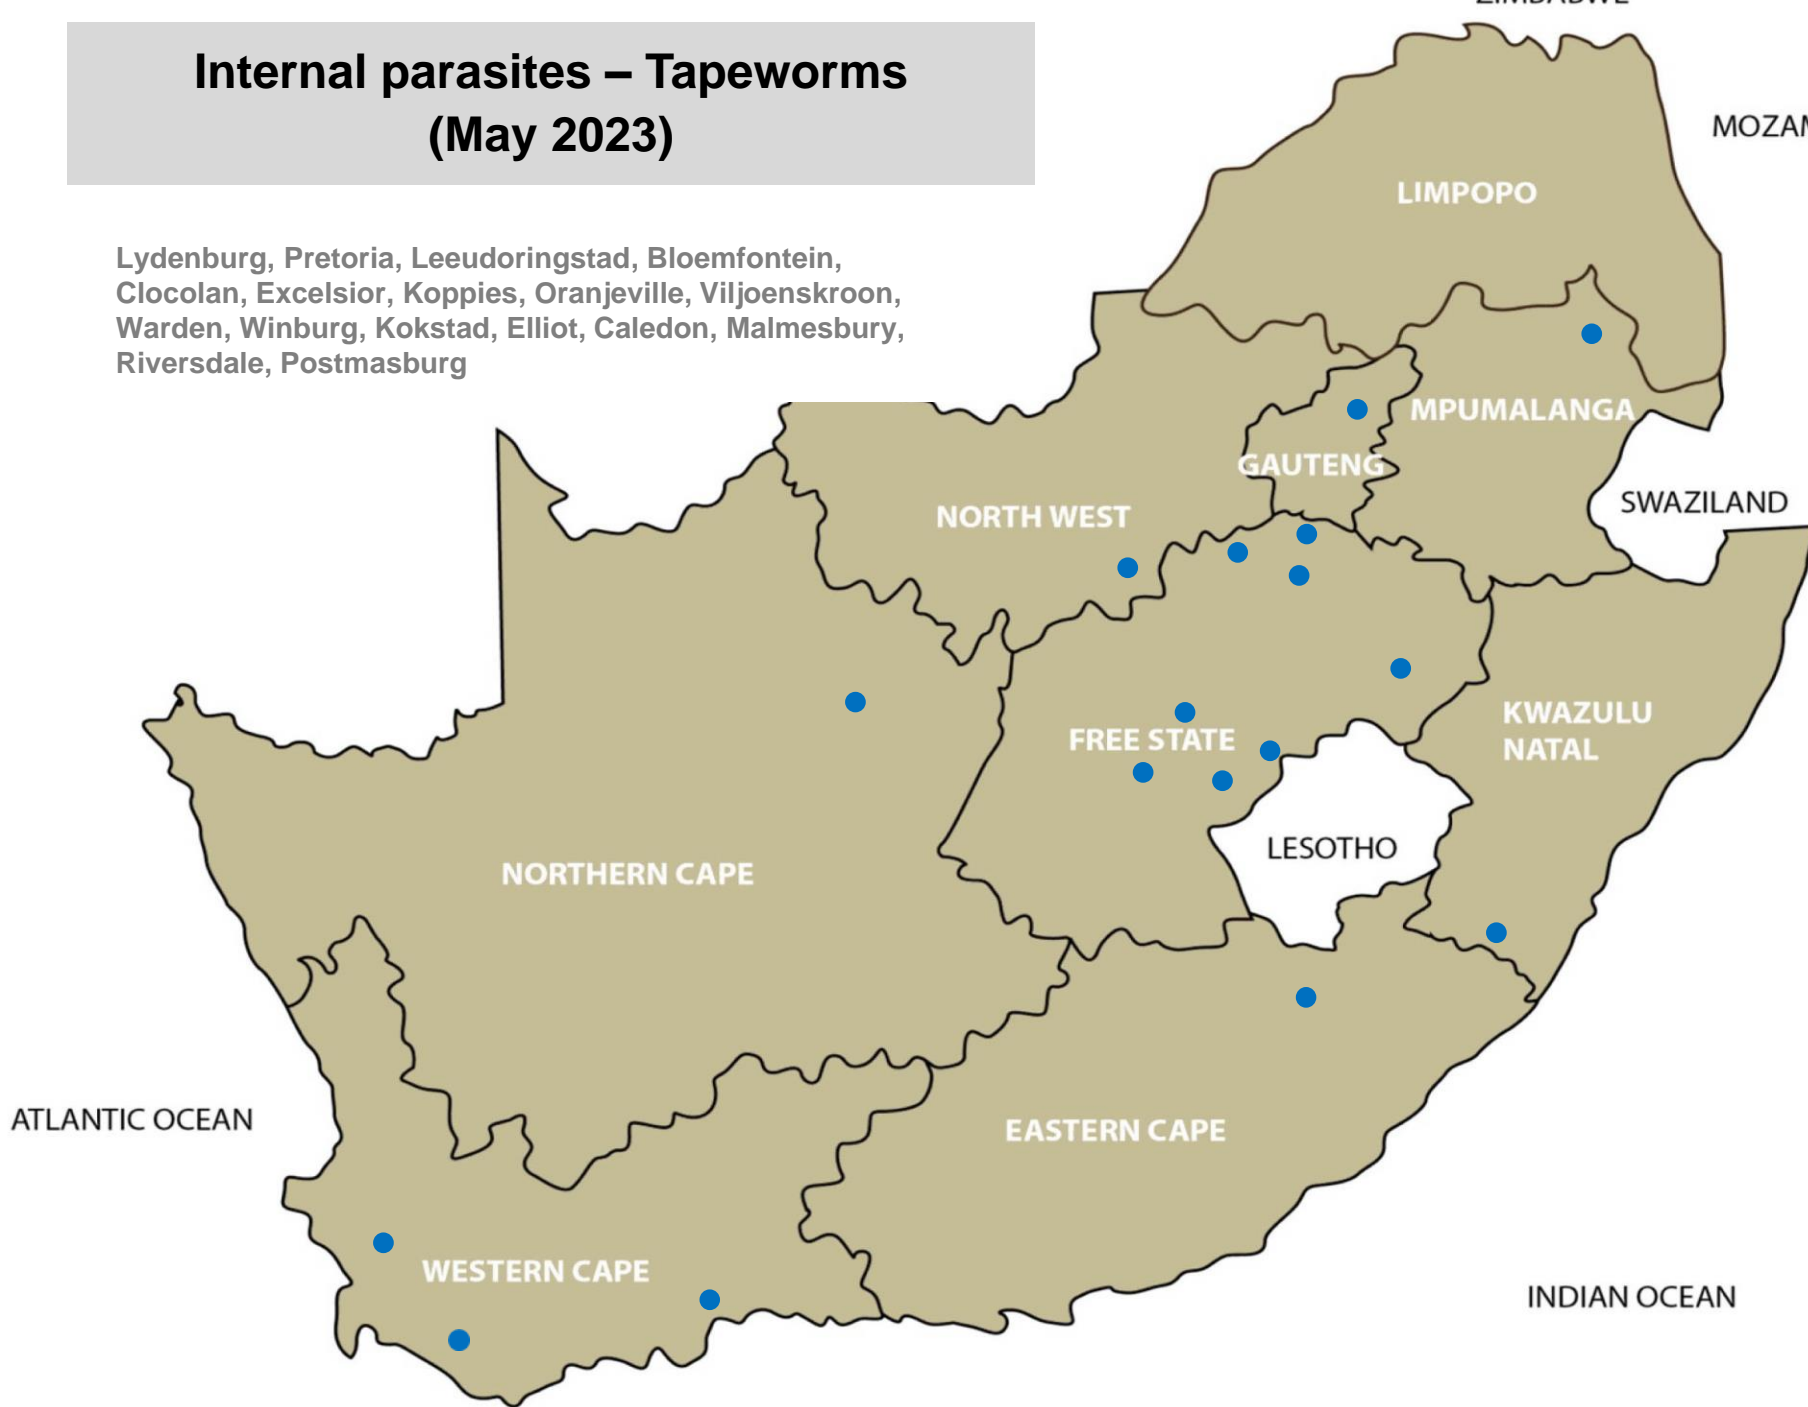 Internal parasites – Tapeworms
(May 2023)
Lydenburg, Pretoria, Leeudoringstad, Bloemfontein,
Clocolan, Excelsior, Koppies, Oranjeville, Viljoenskroon,
Warden, Winburg, Kokstad, Elliot, Caledon, Malmesbury,
Riversdale, Postmasburg
LIMPOPO
MPUMALANGA
GAUTENG
SWAZILAND
NORTH WEST
KWAZULU
NATAL
FREE STATE
LESOTHO
NORTHERN CAPE
ATLANTIC OCEAN
EASTERN CAPE
WESTERN CAPE
INDIAN OCEAN